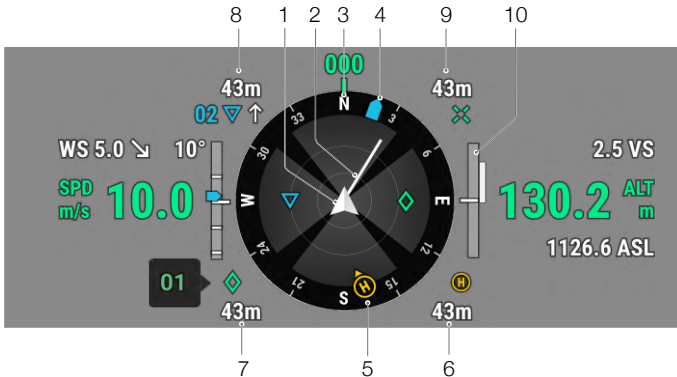 8 1 2 3 4 9 10
000
43m 43m
02
N
33 3
WS 5.0 10° 30 6 2.5 VS
SPD
m/s
10.0 W E 130.2 ALT
m
24 12 1126.6 ASL
01 21 S H 15 H
43m 43m
7 5 6